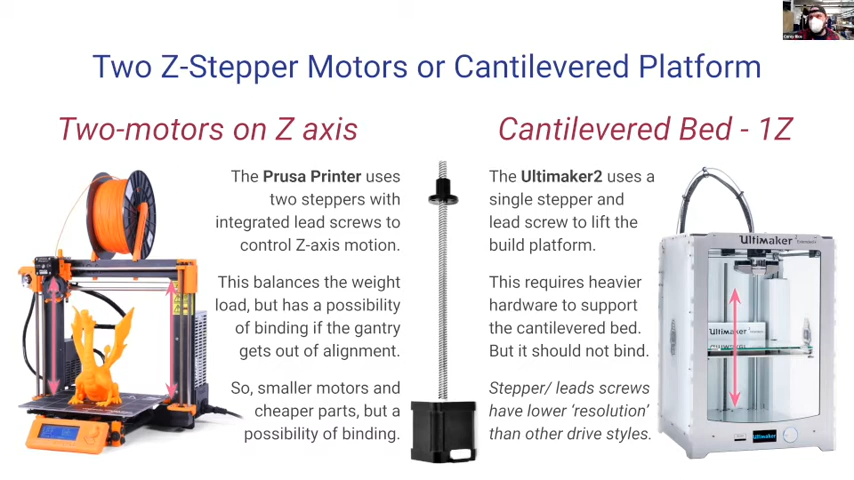 Two Z-Stepper Motors or Cantilevered Platform
Two-motors on Z axis
The Prusa Printer uses
two steppers with
integrated lead screws to
control Z-axis motion.
This balances the weight
load, but has a possibility
of binding if the gantry
gets out of alignment.
So, smaller motors and
cheaper parts, but a
possibility of binding.
Cantilevered Bed - 1Z
The Ultimaker2 uses a
single stepper and
lead screw to lift the
build platform.
This requires heavier
hardware to support
the cantilevered bed.
But it should not bind.
Stepper/ leads screws
have lower ‘resolution’
than other drive styles.
Ultimaker
Ultimaker
Ultimaker